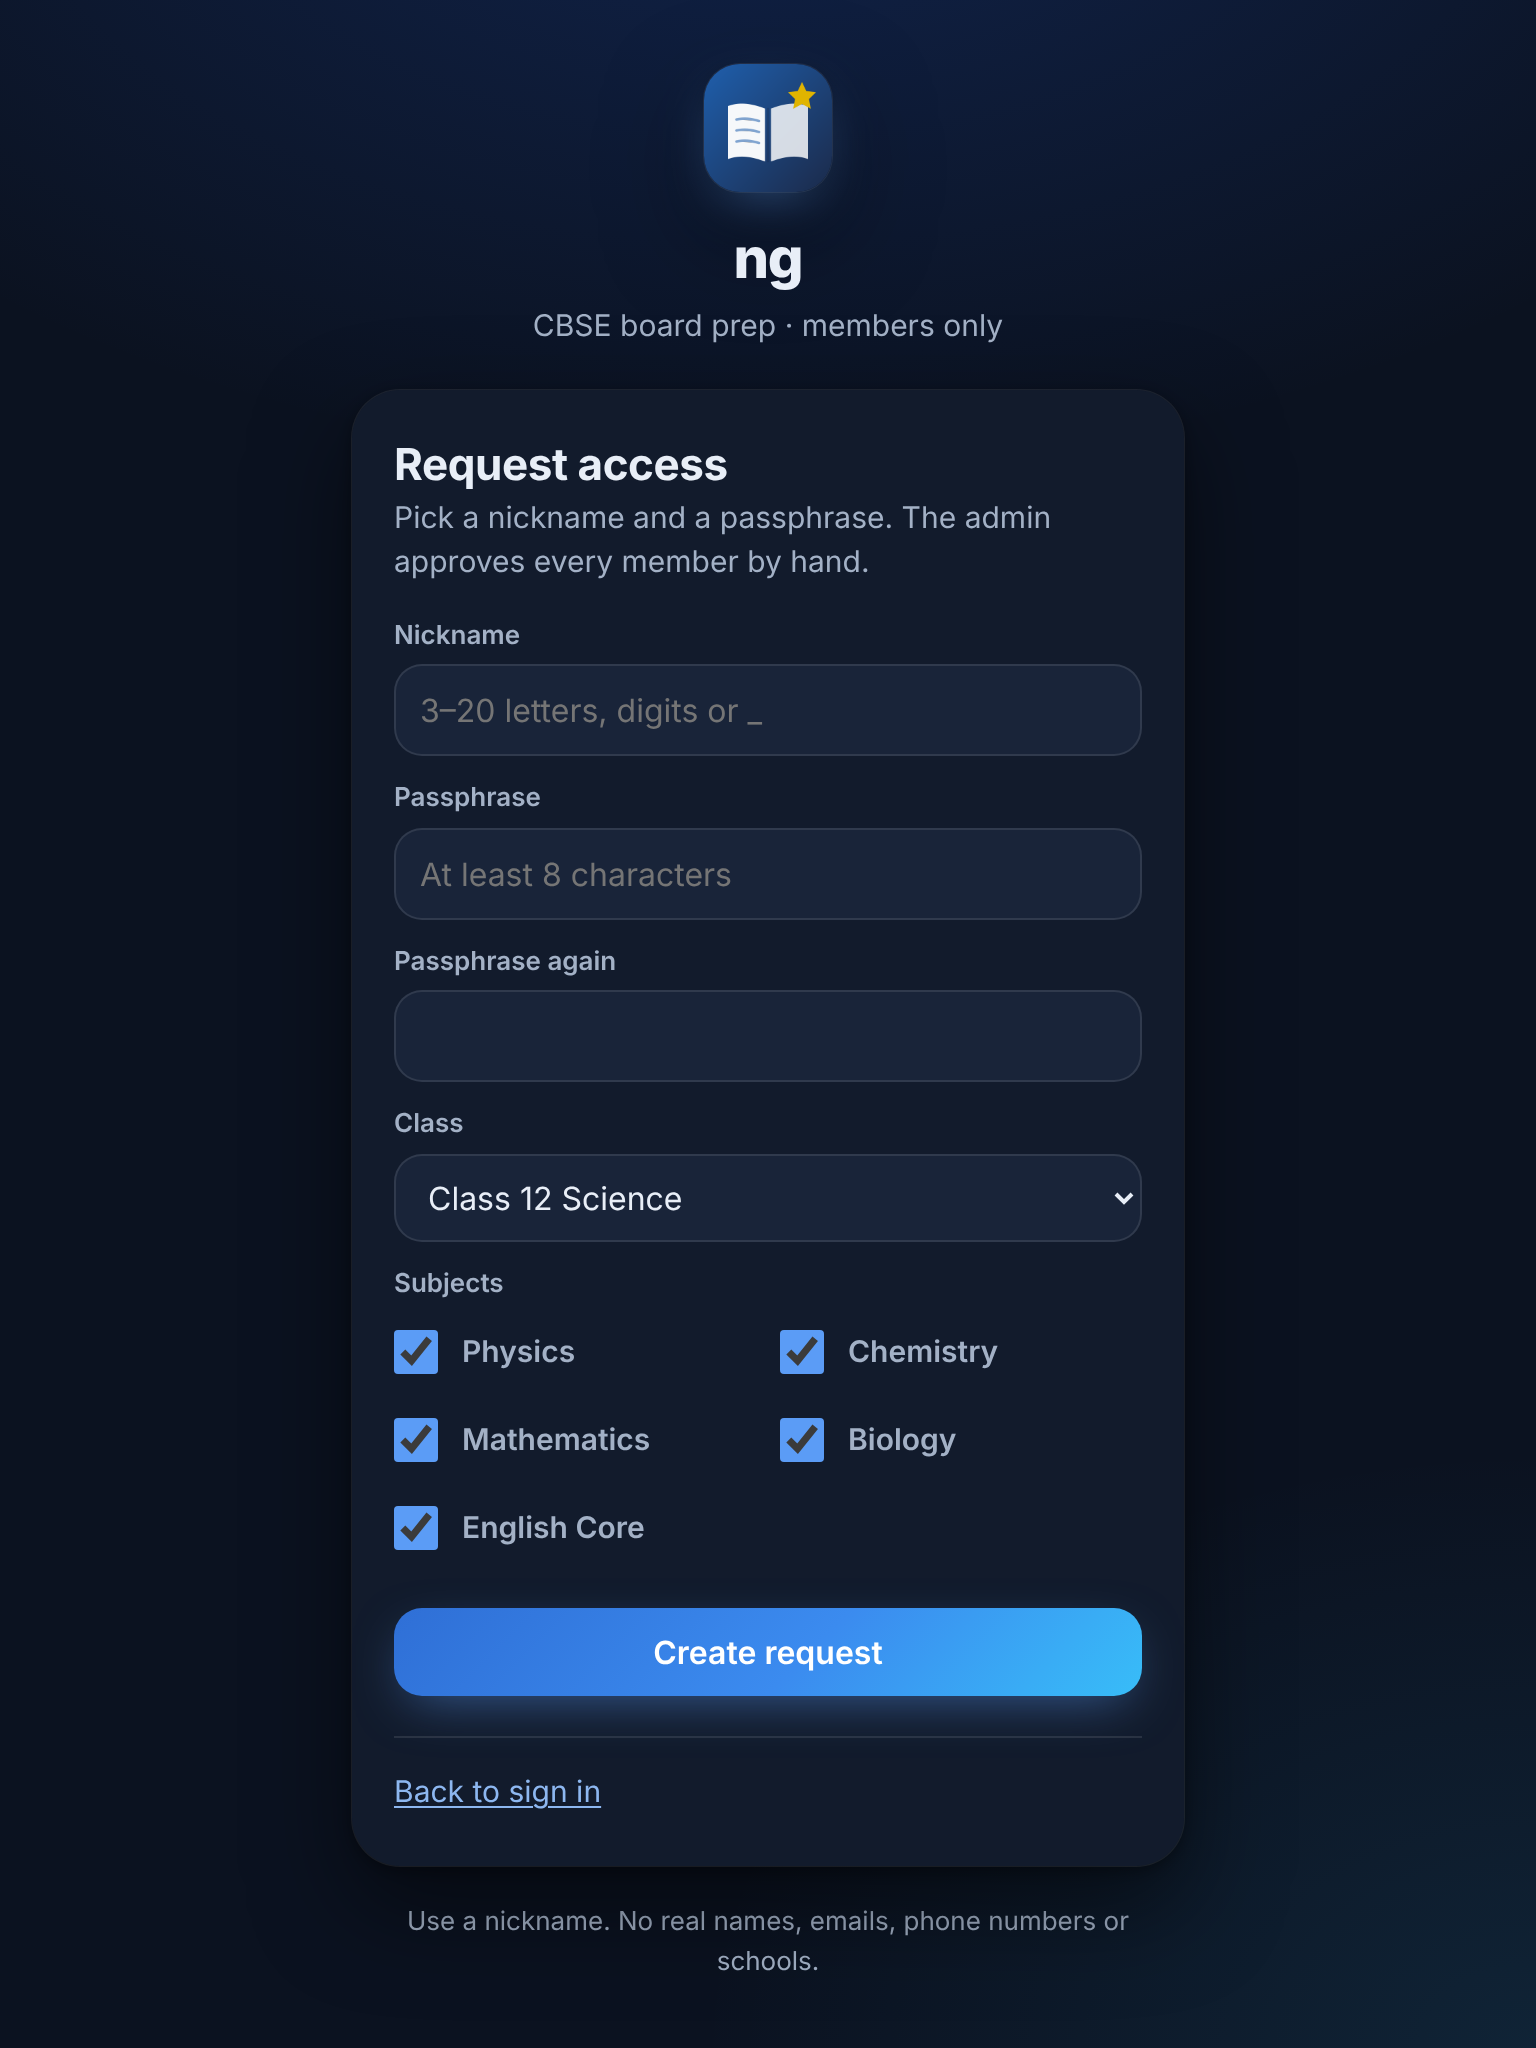 ng
CBSE board prep · members only
Request access
Pick a nickname and a passphrase. The admin
approves every member by hand.
Nickname
3–20 letters, digits or _
Passphrase
At least 8 characters
Passphrase again
Class
Class 12 Science
Subjects
Physics
Chemistry
Mathematics
Biology
English Core
Create request
Back to sign in
Use a nickname. No real names, emails, phone numbers or
schools.